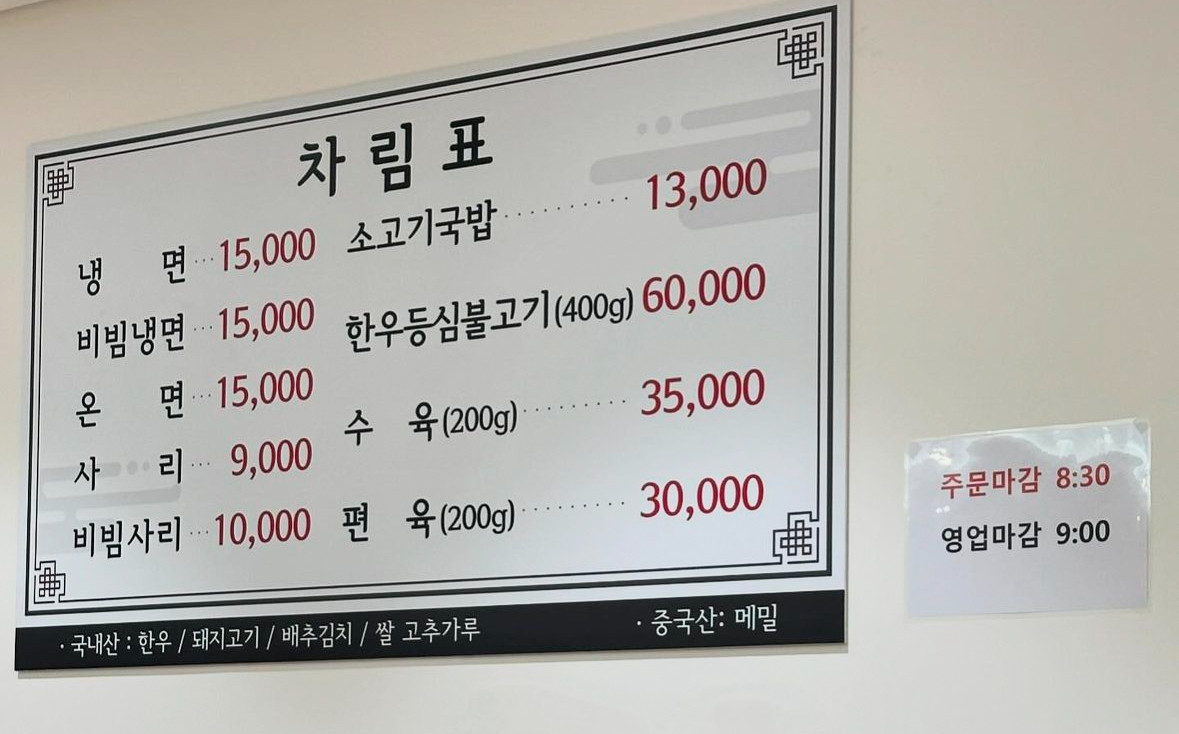 차림표
냉면 15,000
비빔냉면 15,000
온면 15,000
사리 9,000
비빔사리 10,000
소고기국밥 13,000
한우등심불고기(400g) 60,000
수육(200g) 35,000
편육(200g) 30,000
· 국내산 : 한우 / 돼지고기 / 배추김치 / 쌀 고추가루
· 중국산: 메밀
주문마감 8:30
영업마감 9:00